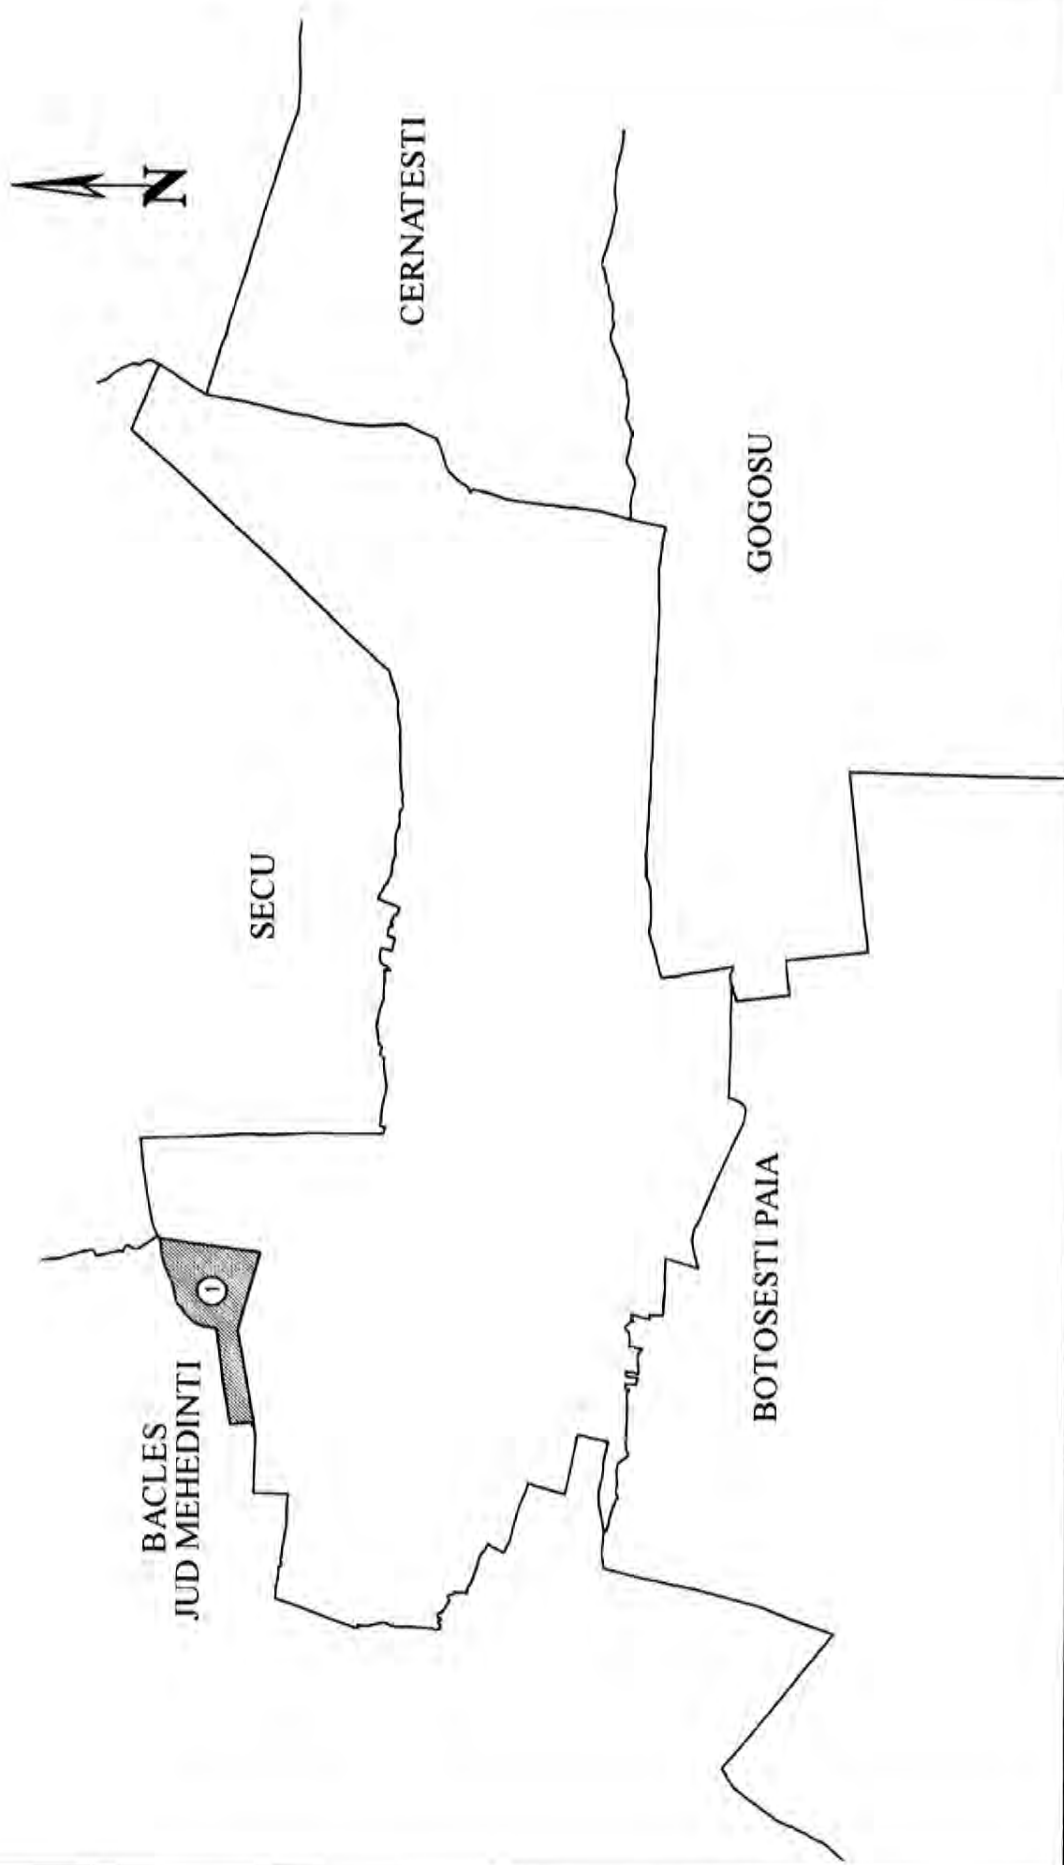 N
BACLES
JUD MEHEDINTI
1
SECU
CERNATESTI
GOGOSU
BOTOSESTI PAIA